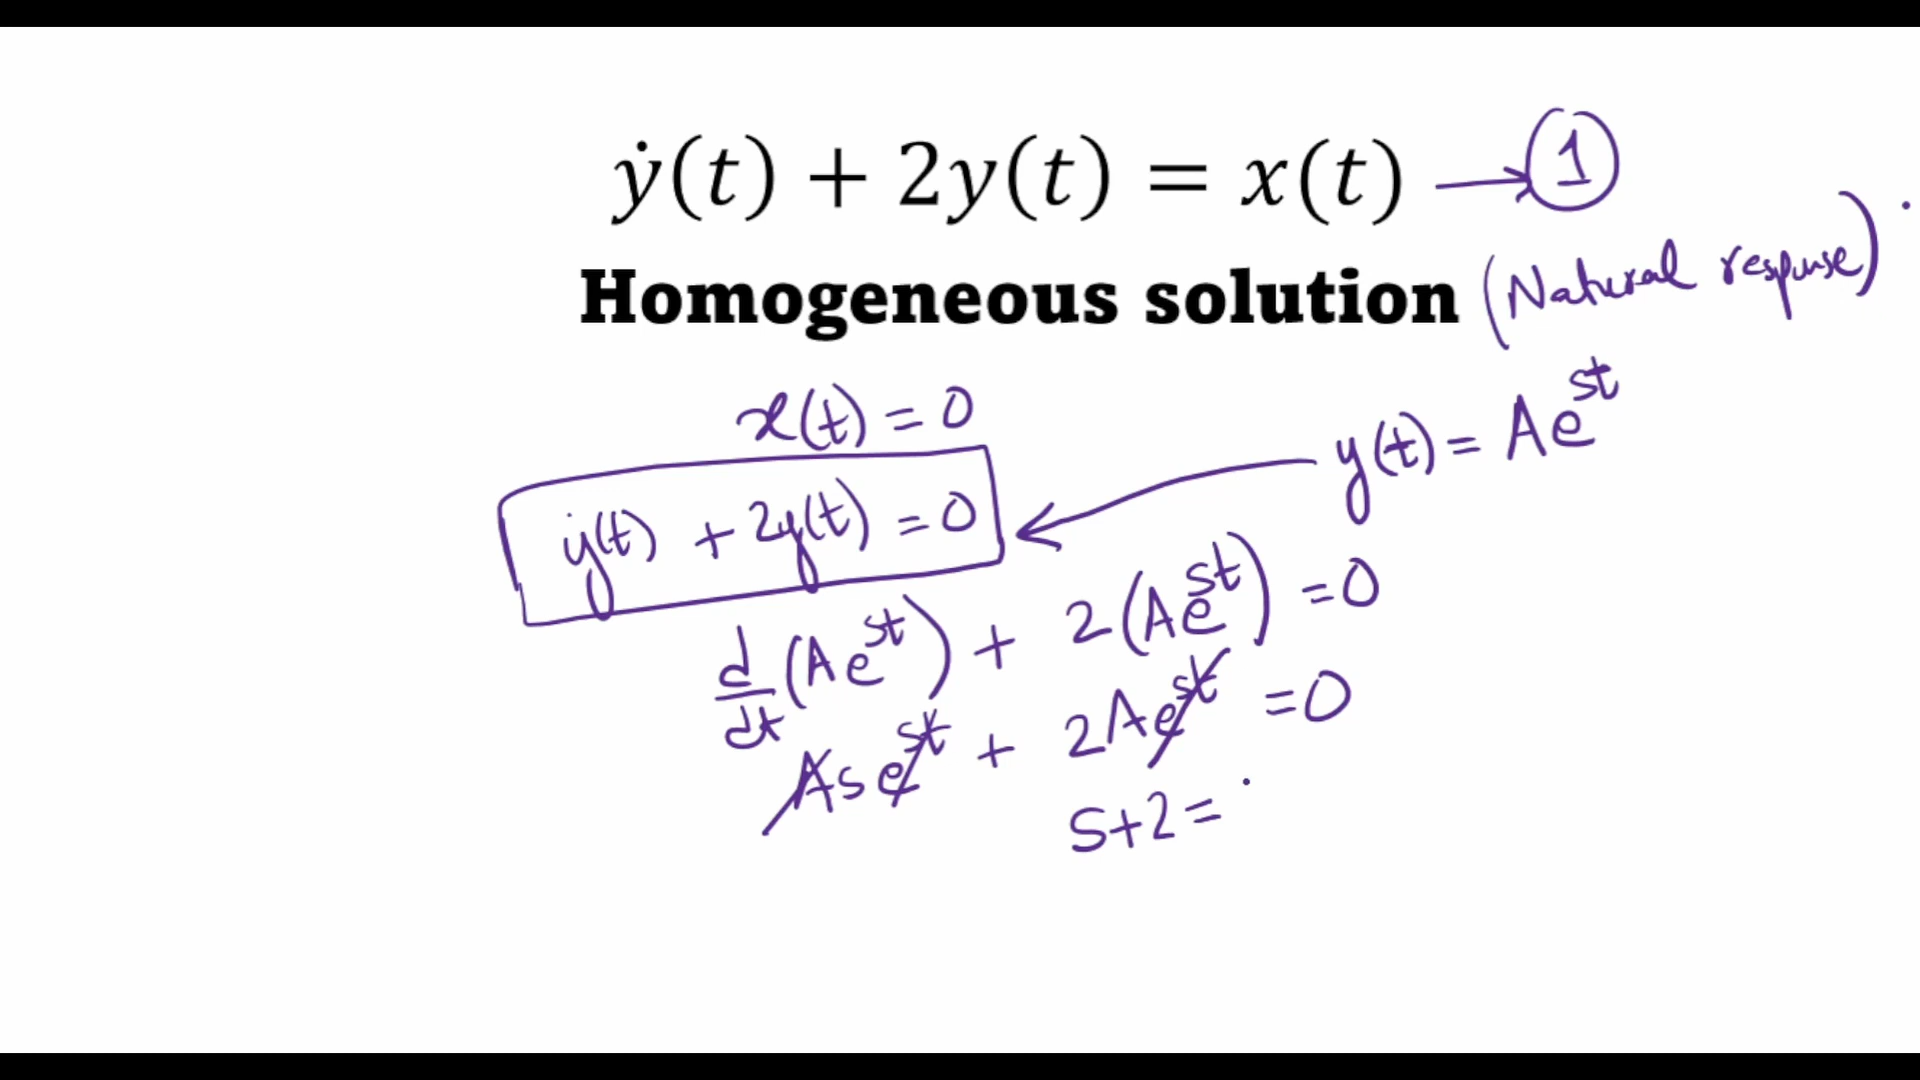 ẏ(t) + 2y(t) = x(t) → 1
Homogeneous solution (Natural response)
x(t) = 0
y(t) = Ae^st
ẏ(t) + 2y(t) = 0
d/dt (Ae^st) + 2(Ae^st) = 0
Ase^st + 2Ae^st = 0
s+2 =